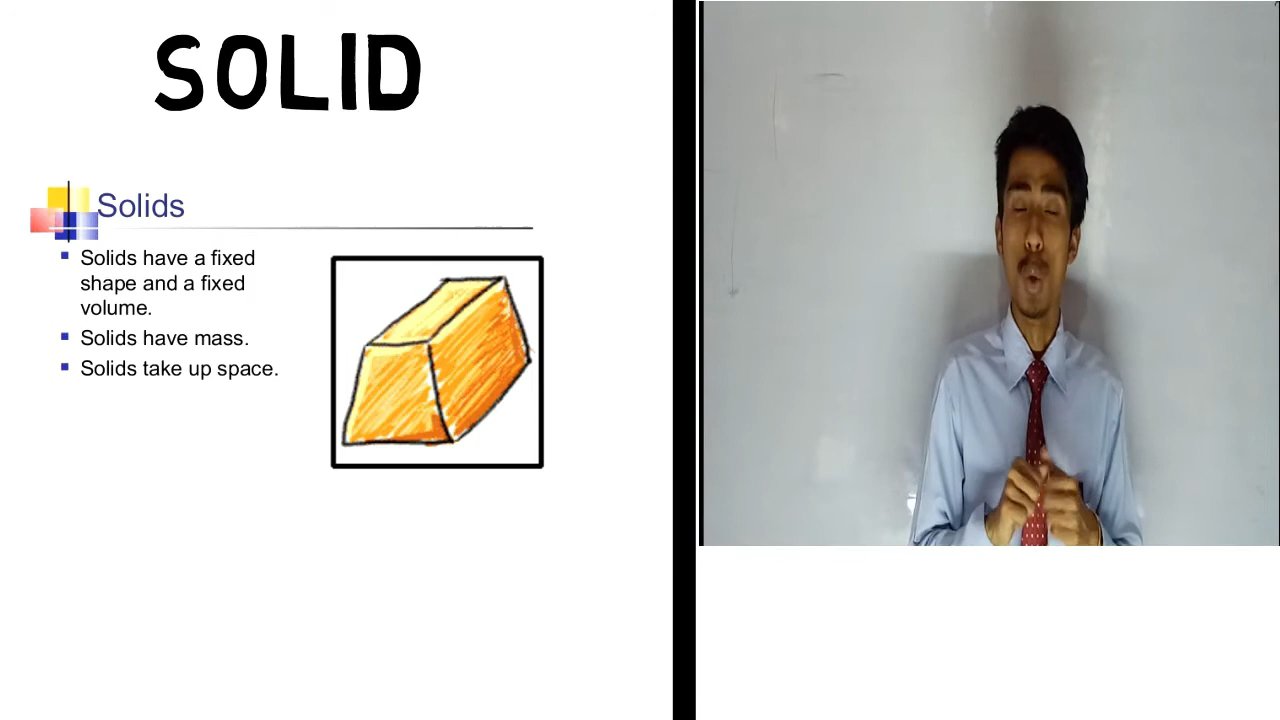 SOLID
Solids
Solids have a fixed
shape and a fixed
volume.
Solids have mass.
Solids take up space.